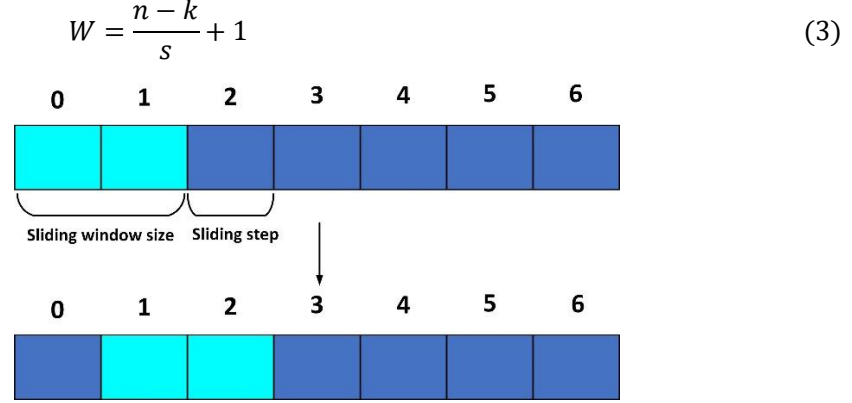 W = \frac{n − k}{s} + 1 (3)
0 1 2 3 4 5 6
Sliding window size Sliding step
0 1 2 3 4 5 6